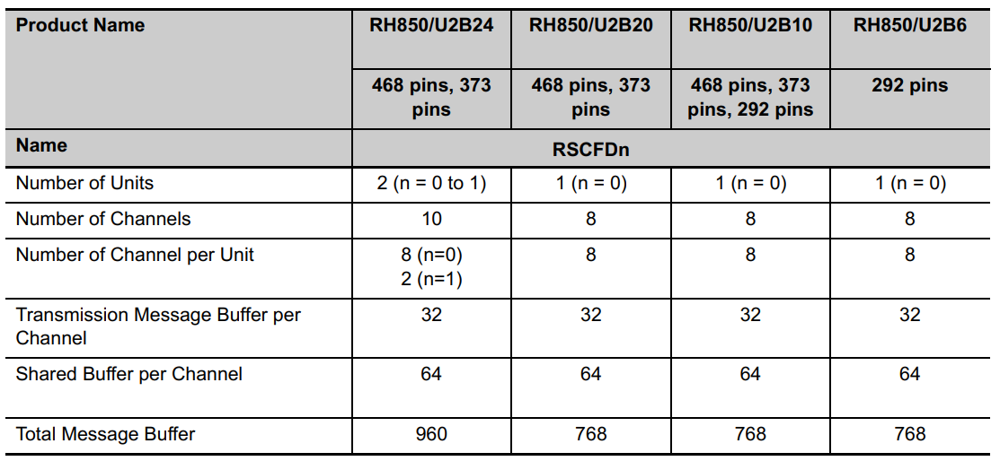 Product Name RH850/U2B24 RH850/U2B20 RH850/U2B10 RH850/U2B6
468 pins, 373 468 pins, 373 468 pins, 373 292 pins
pins pins pins, 292 pins
Name RSCFDn
Number of Units 2 (n = 0 to 1) 1 (n = 0) 1 (n = 0) 1 (n = 0)
Number of Channels 10 8 8 8
Number of Channel per Unit 8 (n=0) 8 8 8
2 (n=1)
Transmission Message Buffer per 32 32 32 32
Channel
Shared Buffer per Channel 64 64 64 64
Total Message Buffer 960 768 768 768